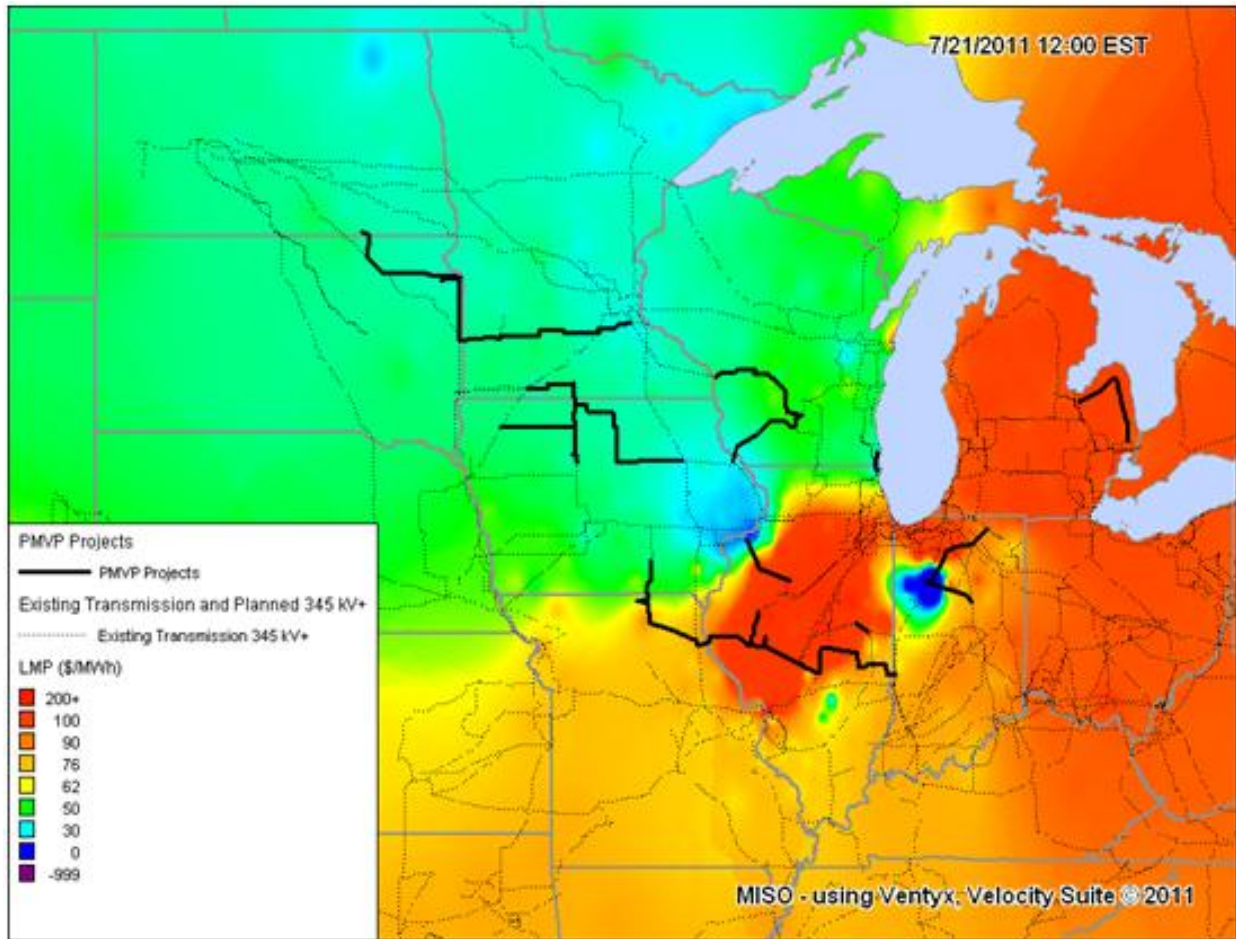 7/21/2011 12:00 EST
PMVP Projects
PMVP Projects
Existing Transmission and Planned 345 kV+
Existing Transmission 345 kV+
LMP ($/MWh)
200+
100
90
76
62
50
30
0
-999
MISO - using Ventyx, Velocity Suite © 2011